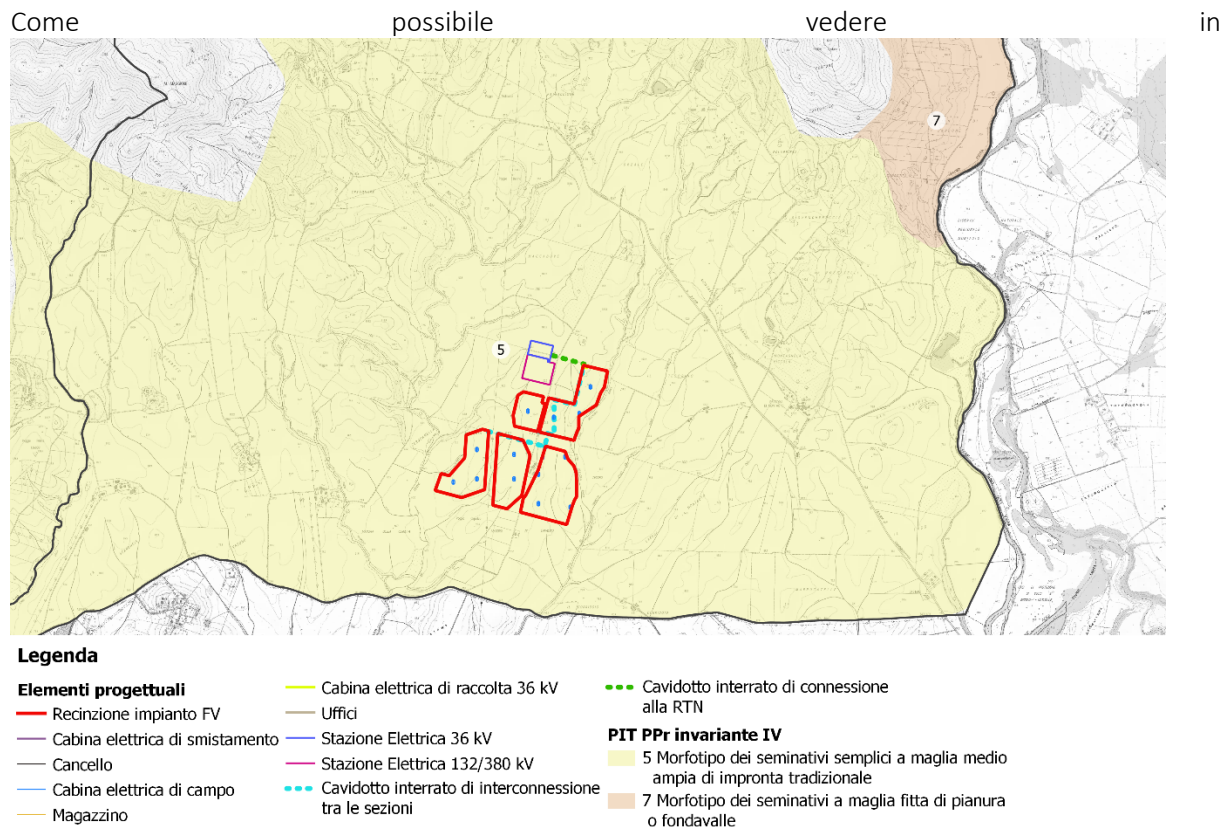 Come possibile vedere in
7
5
Legenda
Elementi progettuali
Recinzione impianto FV
Cabina elettrica di smistamento
Cancello
Cabina elettrica di campo
Magazzino
Cabina elettrica di raccolta 36 kV
Uffici
Stazione Elettrica 36 kV
Stazione Elettrica 132/380 kV
Cavidotto interrato di interconnessione
tra le sezioni
Cavidotto interrato di connessione
alla RTN
PIT PPr invariante IV
5 Morfotipo dei seminativi semplici a maglia medio
ampia di impronta tradizionale
7 Morfotipo dei seminativi a maglia fitta di pianura
o fondavalle